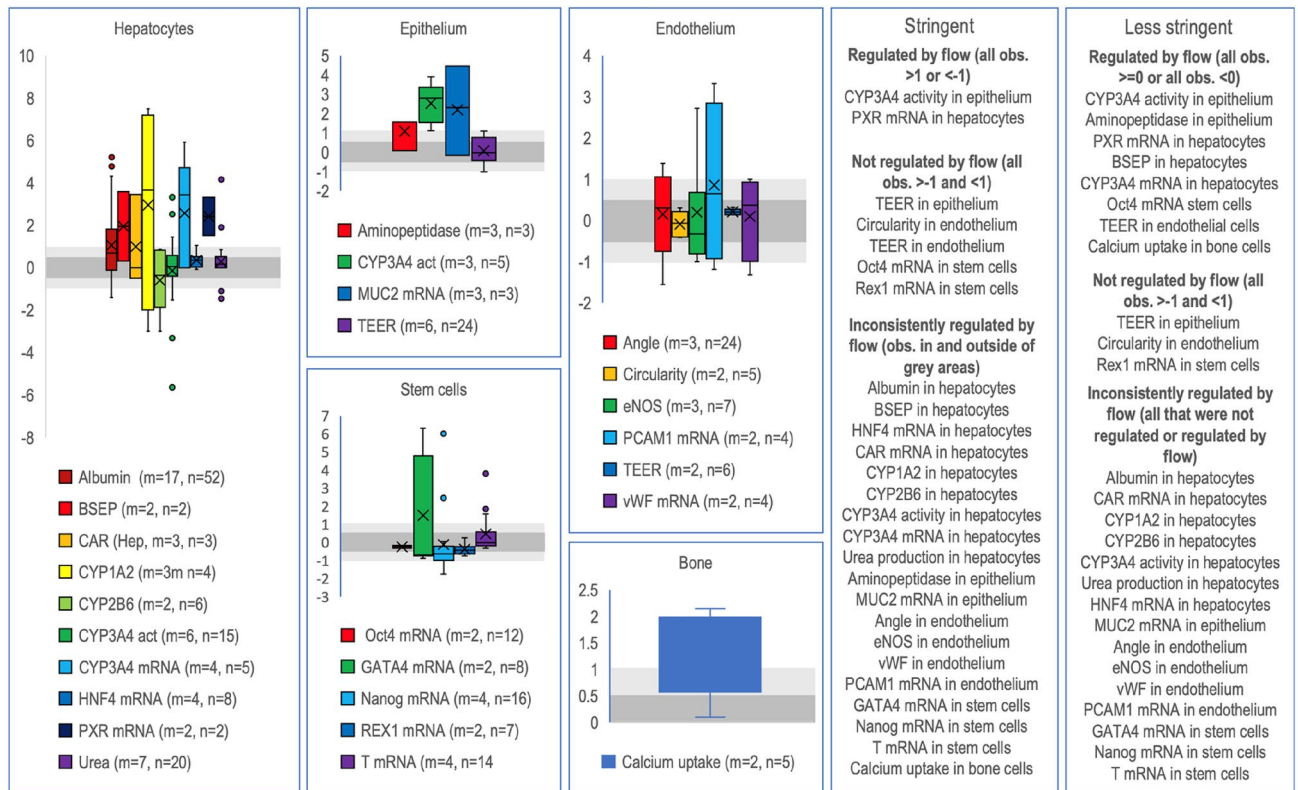 Hepatocytes
10
8
6
4
2
0
-2
-4
-6
-8
Albumin (m=17, n=52)
BSEP (m=2, n=2)
CAR (Hep, m=3, n=3)
CYP1A2 (m=3m n=4)
CYP2B6 (m=2, n=6)
CYP3A4 act (m=6, n=15)
CYP3A4 mRNA (m=4, n=5)
HNF4 mRNA (m=4, n=8)
PXR mRNA (m=2, n=2)
Urea (m=7, n=20)
Epithelium
5
4
3
2
1
0
-1
-2
Aminopeptidase (m=3, n=3)
CYP3A4 act (m=3, n=5)
MUC2 mRNA (m=3, n=3)
TEER (m=6, n=24)
Stem cells
7
6
5
4
3
2
1
0
-1
-2
-3
Oct4 mRNA (m=2, n=12)
GATA4 mRNA (m=2, n=8)
Nanog mRNA (m=4, n=16)
REX1 mRNA (m=2, n=7)
T mRNA (m=4, n=14
Endothelium
4
3
2
1
0
-1
-2
Angle (m=3, n=24)
Circularity (m=2, n=5)
eNOS (m=3, n=7)
PCAM1 mRNA (m=2, n=4)
TEER (m=2, n=6)
vWF mRNA (m=2, n=4)
Bone
2.5
2
1.5
1
0.5
0
Calcium uptake (m=2, n=5)
Stringent
Regulated by flow (all obs.
>1 or <-1)
CYP3A4 activity in epithelium
PXR mRNA in hepatocytes
Not regulated by flow (all
obs. >-1 and <1)
TEER in epithelium
Circularity in endothelium
TEER in endothelium
Oct4 mRNA in stem cells
Rex1 mRNA in stem cells
Inconsistently regulated by
flow (obs. in and outside of
grey areas)
Albumin in hepatocytes
BSEP in hepatocytes
HNF4 mRNA in hepatocytes
CAR mRNA in hepatocytes
CYP1A2 in hepatocytes
CYP2B6 in hepatocytes
CYP3A4 activity in hepatocytes
CYP3A4 mRNA in hepatocytes
Urea production in hepatocytes
Aminopeptidase in epithelium
MUC2 mRNA in epithelium
Angle in endothelium
eNOS in endothelium
vWF in endothelium
PCAM1 mRNA in endothelium
GATA4 mRNA in stem cells
Nanog mRNA in stem cells
T mRNA in stem cells
Calcium uptake in bone cells
Less stringent
Regulated by flow (all obs.
>=0 or all obs. <0)
CYP3A4 activity in epithelium
Aminopeptidase in epithelium
PXR mRNA in hepatocytes
BSEP in hepatocytes
CYP3A4 mRNA in hepatocytes
Oct4 mRNA stem cells
TEER in endothelial cells
Calcium uptake in bone cells
Not regulated by flow (all
obs. >-1 and <1)
TEER in epithelium
Circularity in endothelium
Rex1 mRNA in stem cells
Inconsistently regulated by
flow (all that were not
regulated or regulated by
flow)
Albumin in hepatocytes
CAR mRNA in hepatocytes
CYP1A2 in hepatocytes
CYP2B6 in hepatocytes
CYP3A4 activity in hepatocytes
Urea production in hepatocytes
HNF4 mRNA in hepatocytes
MUC2 mRNA in epithelium
Angle in endothelium
eNOS in endothelium
vWF in endothelium
PCAM1 mRNA in endothelium
GATA4 mRNA in stem cells
Nanog mRNA in stem cells
T mRNA in stem cells